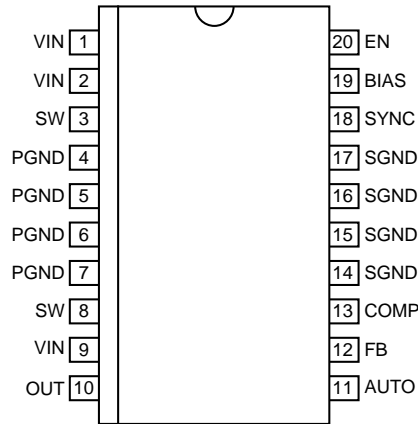 VIN 1
VIN 2
SW 3
PGND 4
PGND 5
PGND 6
PGND 7
SW 8
VIN 9
OUT 10
20 EN
19 BIAS
18 SYNC
17 SGND
16 SGND
15 SGND
14 SGND
13 COMP
12 FB
11 AUTO